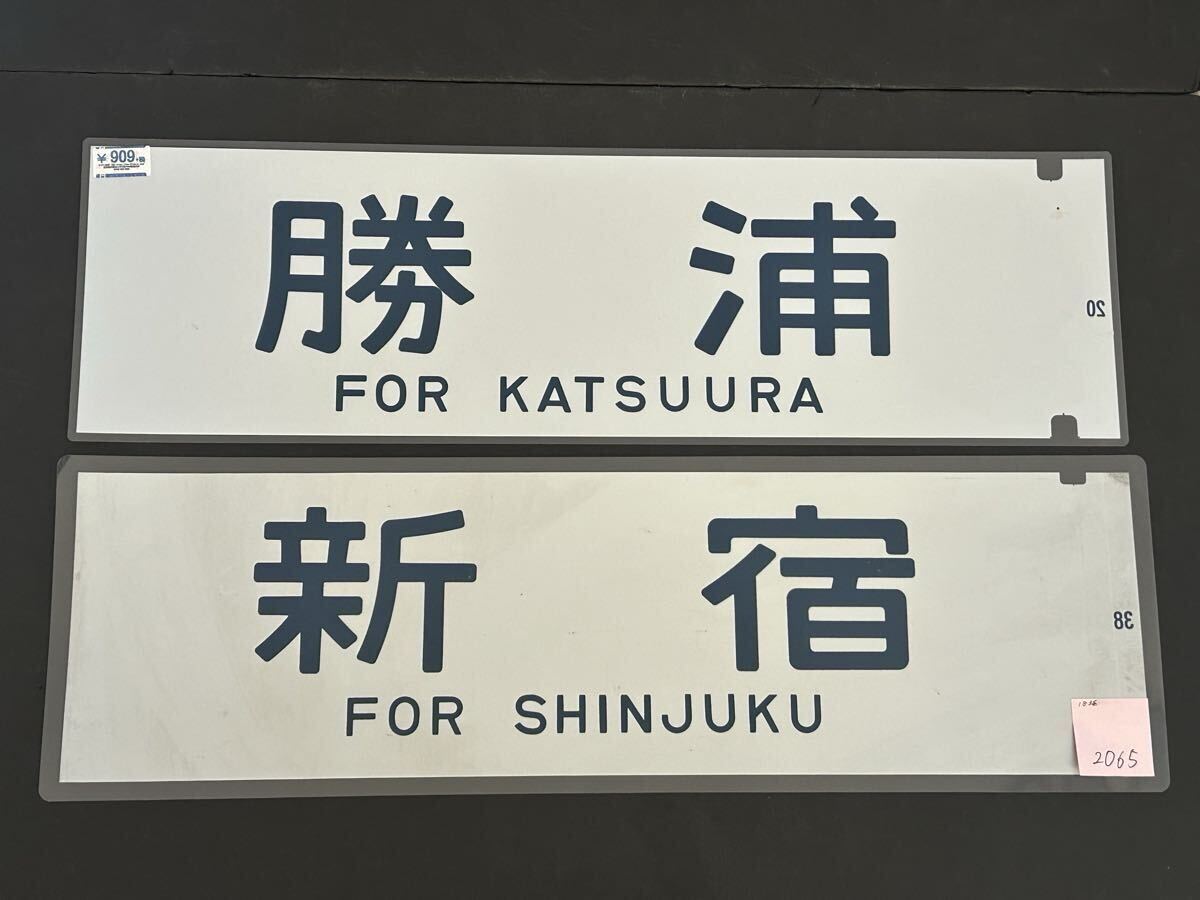 ¥ 909.
勝浦
FOR KATSUURA
20
新宿
FOR SHINJUKU
38
2065